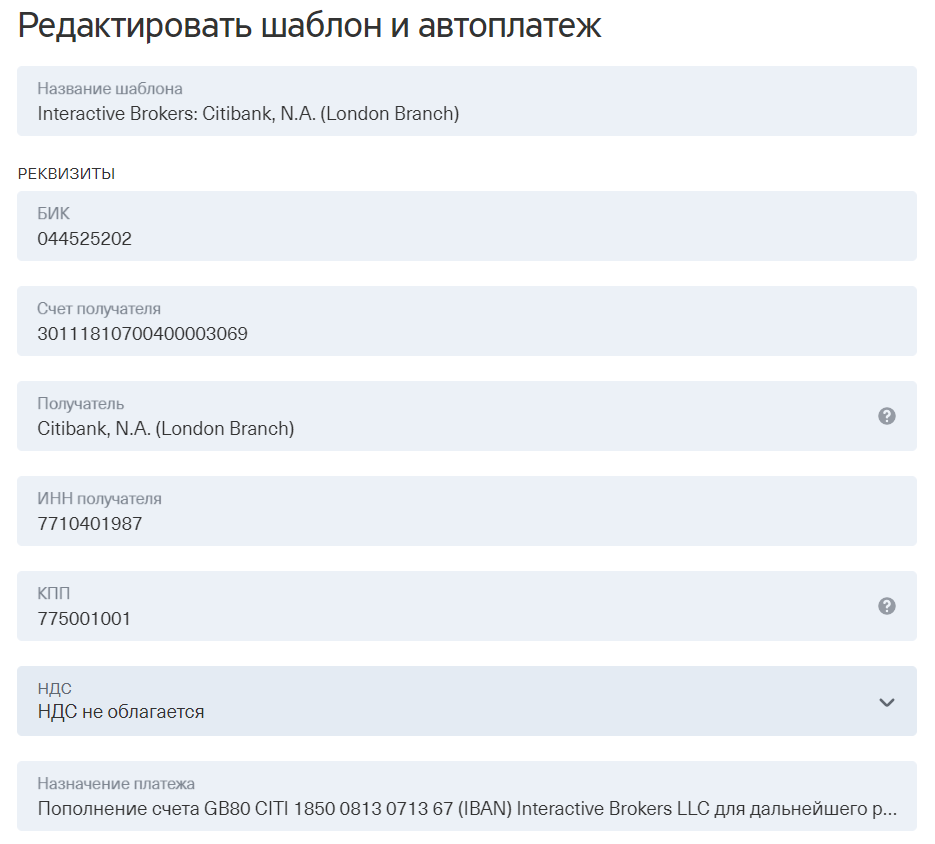 Редактировать шаблон и автоплатеж
Название шаблона
Interactive Brokers: Citibank, N.A. (London Branch)
РЕКВИЗИТЫ
БИК
044525202
Счет получателя
30111810700400003069
Получатель
Citibank, N.A. (London Branch)
ИНН получателя
7710401987
КПП
775001001
НДС
НДС не облагается
Назначение платежа
Пополнение счета GB80 CITI 1850 0813 0713 67 (IBAN) Interactive Brokers LLC для дальнейшего р...